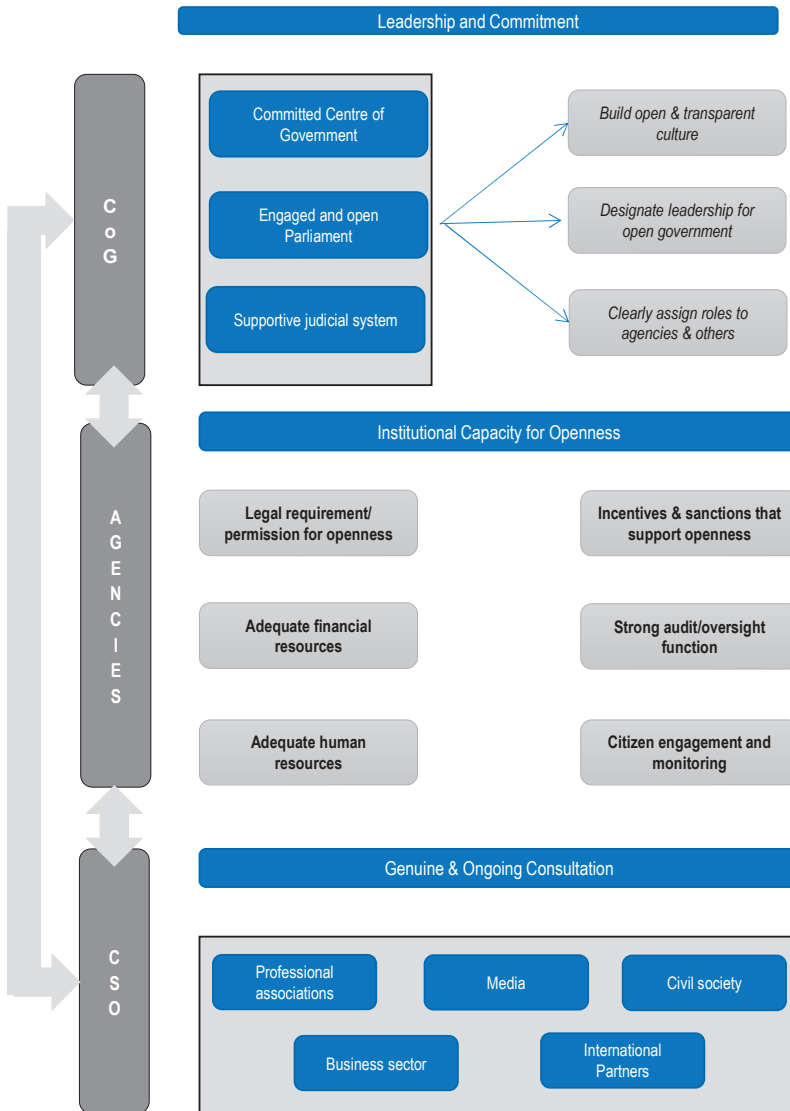 Leadership and Commitment
C
o
G
Committed Centre of
Government
Build open & transparent
culture
Engaged and open
Parliament
Designate leadership for
open government
Supportive judicial system
Clearly assign roles to
agencies & others
Institutional Capacity for Openness
A
G
E
N
C
I
E
S
Legal requirement/
permission for openness
Incentives & sanctions that
support openness
Adequate financial
resources
Strong audit/oversight
function
Adequate human
resources
Citizen engagement and
monitoring
Genuine & Ongoing Consultation
C
S
O
Professional
associations
Media
Civil society
Business sector
International
Partners